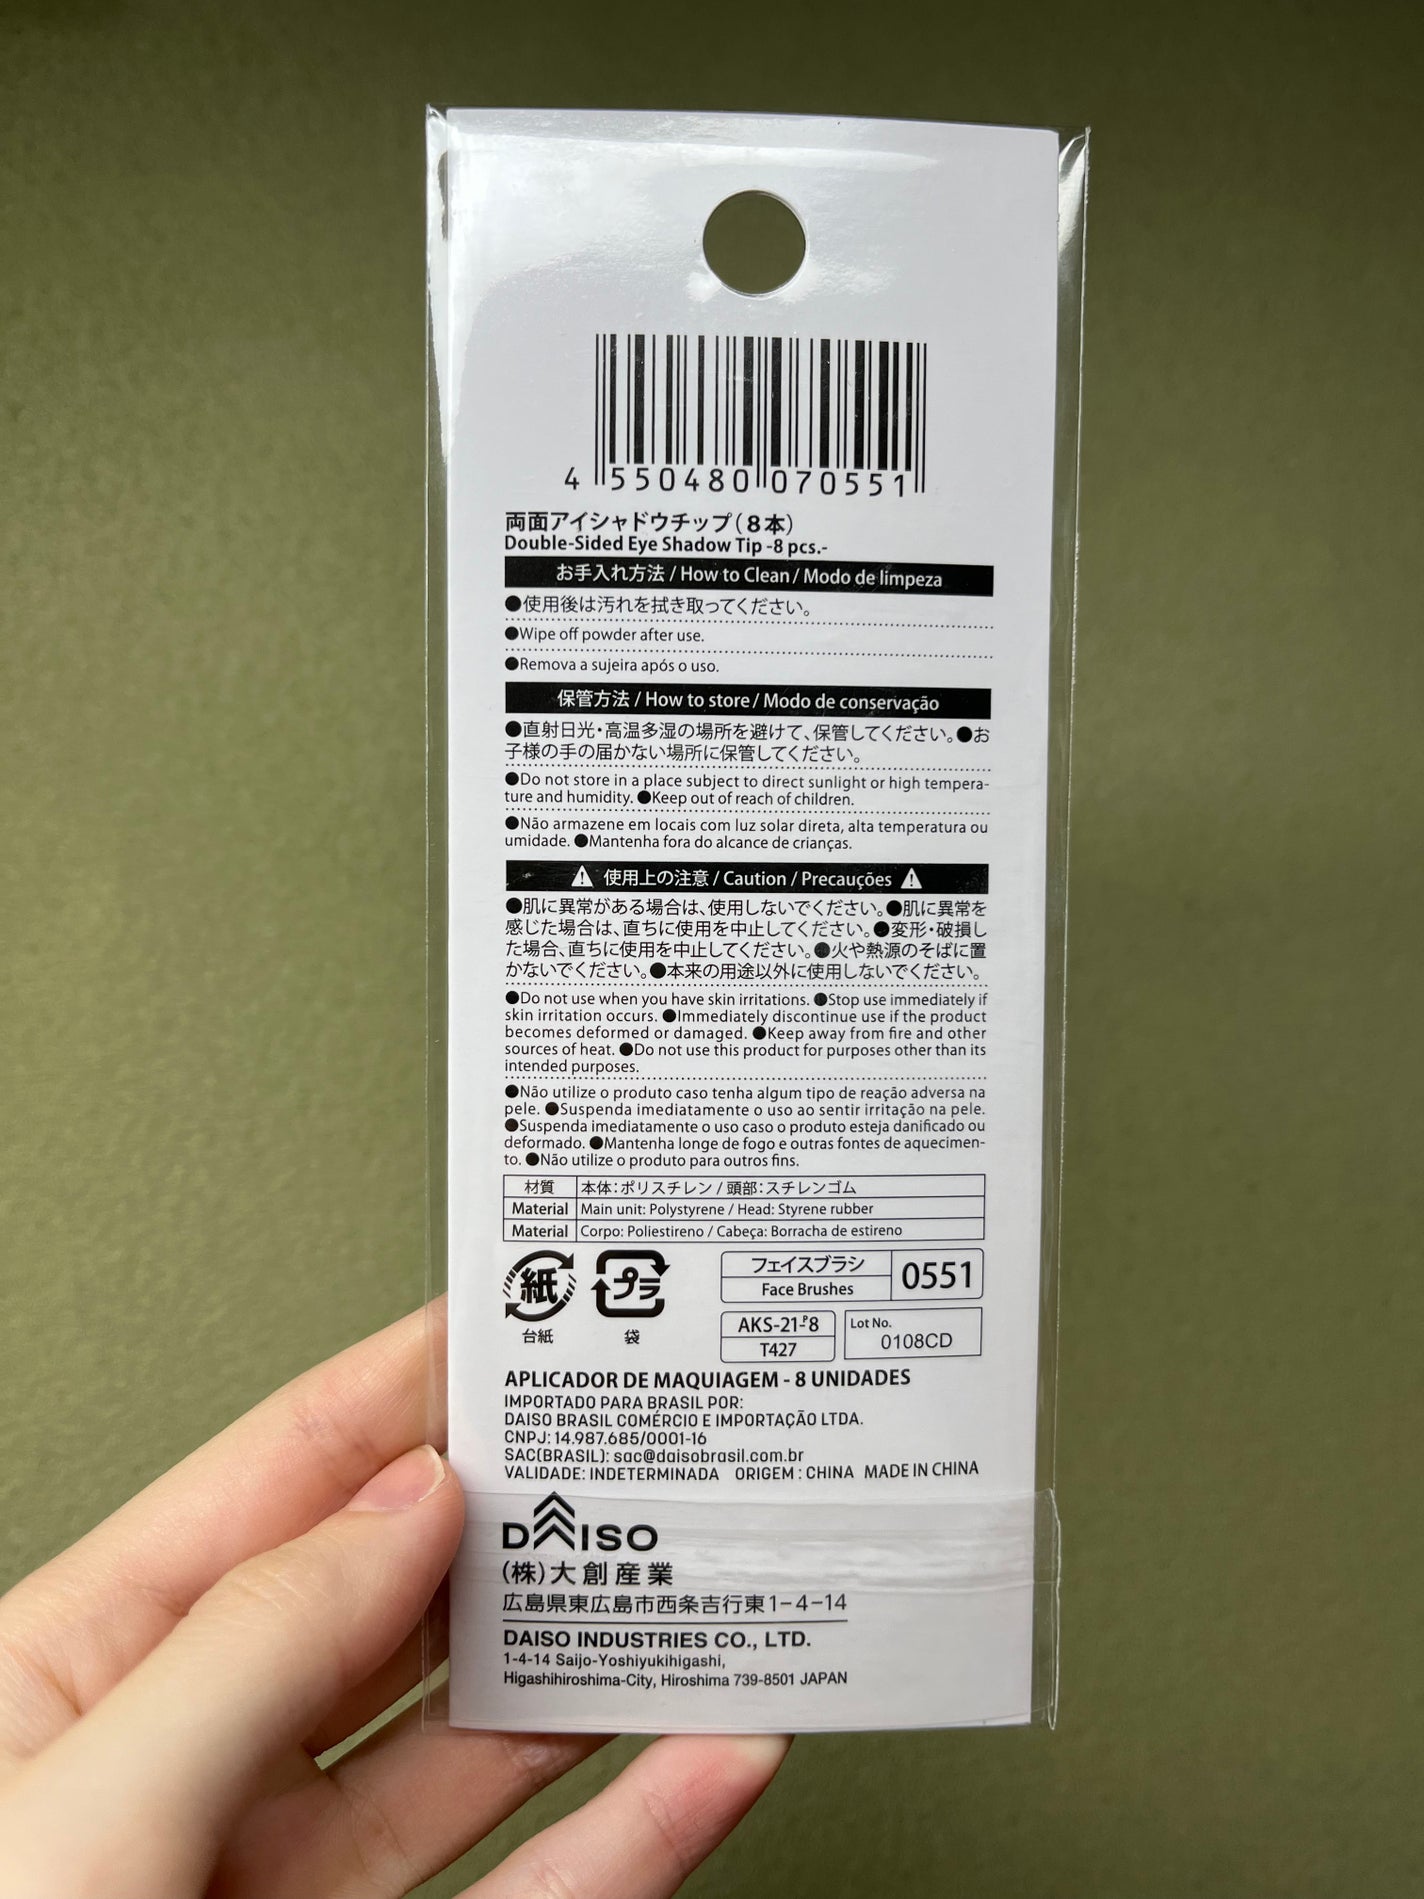 4 550480 070551
両面アイシャドウチップ(8本)
Double-Sided Eye Shadow Tip -8 pcs.-
お手入れ方法 / How to Clean / Modo de limpeza
●使用後は汚れを拭き取ってください。
●Wipe off powder after use.
●Remova a sujeira após o uso.
保管方法 / How to store / Modo de conservação
●直射日光・高温多湿の場所を避けて、保管してください。●お
子様の手の届かない場所に保管してください。
●Do not store in a place subject to direct sunlight or high tempera-
ture and humidity. ●Keep out of reach of children.
●Não armazene em locais com luz solar direta, alta temperatura ou
umidade. ●Mantenha fora do alcance de crianças.
⚠ 使用上の注意 / Caution / Precauções ⚠
●肌に異常がある場合は、使用しないでください。●肌に異常を
感じた場合は、直ちに使用を中止してください。●変形・破損し
た場合、直ちに使用を中止してください。●火や熱源のそばに置
かないでください。●本来の用途以外に使用しないでください。
●Do not use when you have skin irritations. ●Stop use immediately if
skin irritation occurs. ●Immediately discontinue use if the product
becomes deformed or damaged. ●Keep away from fire and other
sources of heat. ●Do not use this product for purposes other than its
intended purposes.
●Não utilize o produto caso tenha algum tipo de reação adversa na
pele. ●Suspenda imediatamente o uso ao sentir irritação na pele.
●Suspenda imediatamente o uso caso o produto esteja danificado ou
deformado. ●Mantenha longe de fogo e outras fontes de aquecimen-
to. ●Não utilize o produto para outros fins.
材質 本体：ポリスチレン / 頭部：スチレンゴム
Material Main unit: Polystyrene / Head: Styrene rubber
Material Corpo: Poliestireno / Cabeça: Borracha de estireno
紙 プラ
台紙 袋
フェイスブラシ
Face Brushes
0551
AKS-21-P8
T427
Lot No.
0108CD
APLICADOR DE MAQUIAGEM - 8 UNIDADES
IMPORTADO PARA BRASIL POR:
DAISO BRASIL COMÉRCIO E IMPORTAÇÃO LTDA.
CNPJ: 14.987.685/0001-16
SAC(BRASIL): sac@daisobrasil.com.br
VALIDADE: INDETERMINADA ORIGEM : CHINA MADE IN CHINA
DAISO
(株)大創産業
広島県東広島市西条吉行東1-4-14
DAISO INDUSTRIES CO., LTD.
1-4-14 Saijo-Yoshiyukihigashi,
Higashihiroshima-City, Hiroshima 739-8501 JAPAN